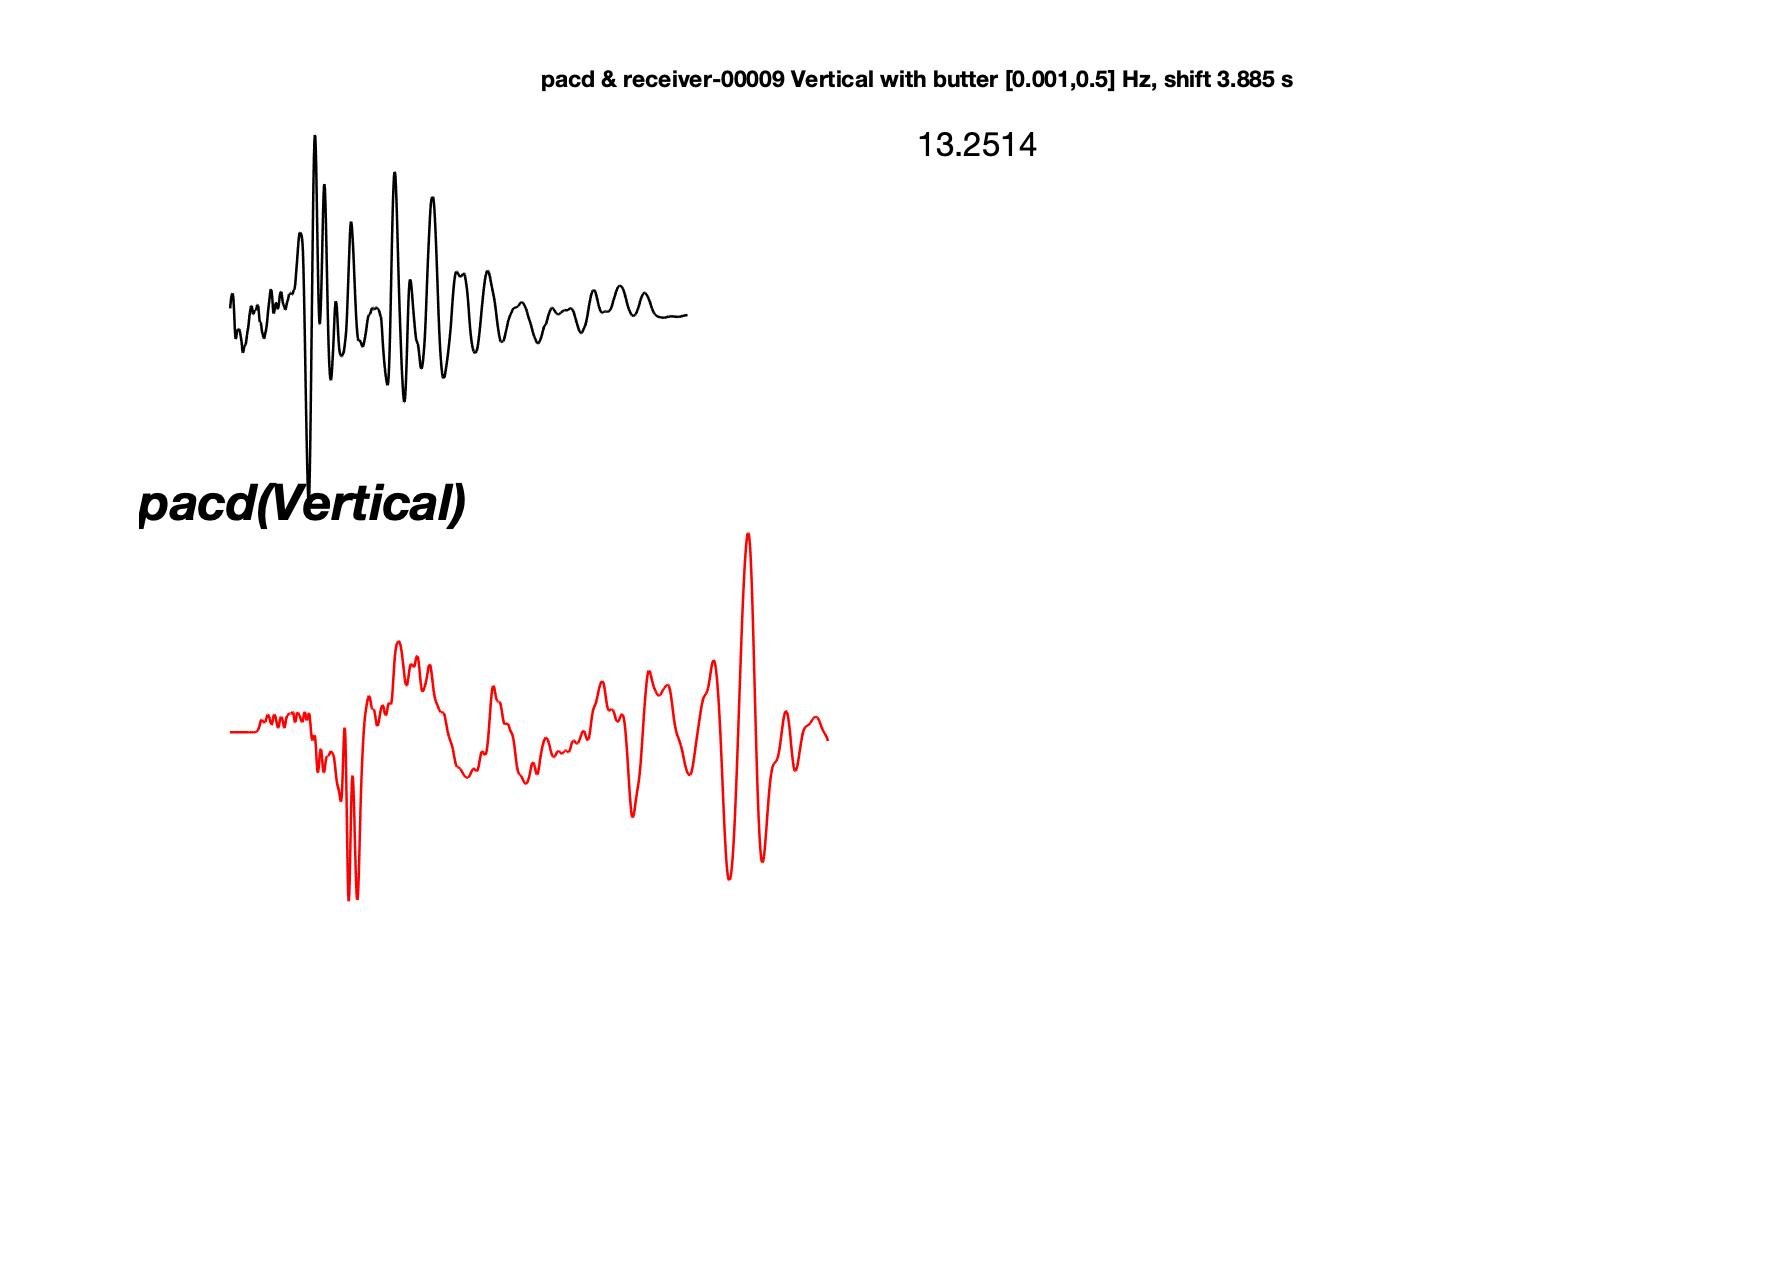 pacd & receiver-00009 Vertical with butter [0.001,0.5] Hz, shift 3.885 s
13.2514
pacd(Vertical)